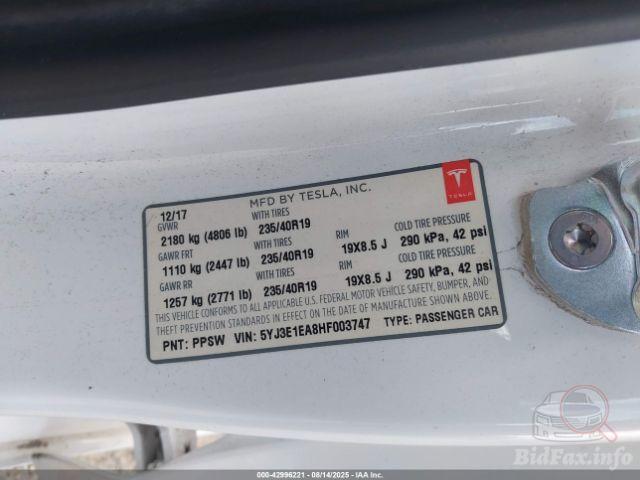 MFD BY TESLA, INC.
TESLA
12/17
GVWR WITH TIRES
2180 kg (4806 lb) 235/40R19 RIM COLD TIRE PRESSURE
GAWR FRT WITH TIRES 19X8.5 J 290 kPa, 42 psi
1110 kg (2447 lb) 235/40R19 RIM COLD TIRE PRESSURE
GAWR RR WITH TIRES 19X8.5 J 290 kPa, 42 psi
1257 kg (2771 lb) 235/40R19
THIS VEHICLE CONFORMS TO ALL APPLICABLE U.S. FEDERAL MOTOR VEHICLE SAFETY, BUMPER, AND
THEFT PREVENTION STANDARDS IN EFFECT ON THE DATE OF MANUFACTURE SHOWN ABOVE.
PNT: PPSW VIN: 5YJ3E1EA8HF003747 TYPE: PASSENGER CAR
BidFax.info
000-42996221 - 08/14/2025 - IAA Inc.